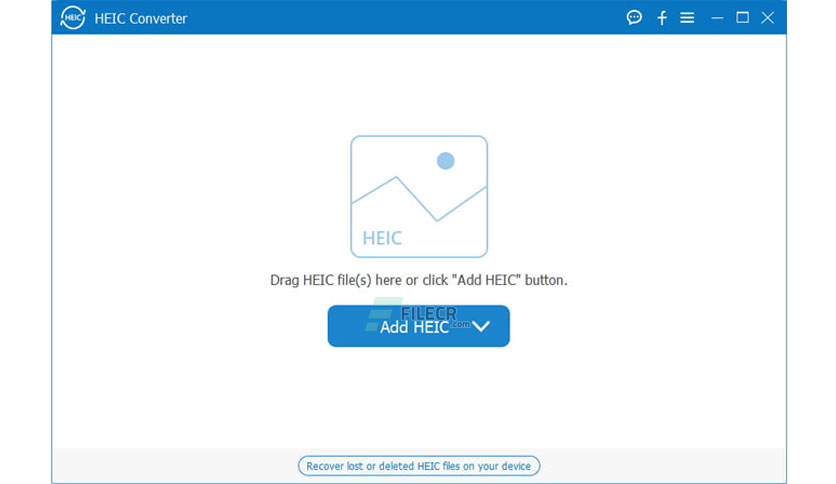 HEIC HEIC Converter
HEIC
Drag HEIC file(s) here or click "Add HEIC" button.
FILECR
.com
Add HEIC
Recover lost or deleted HEIC files on your device